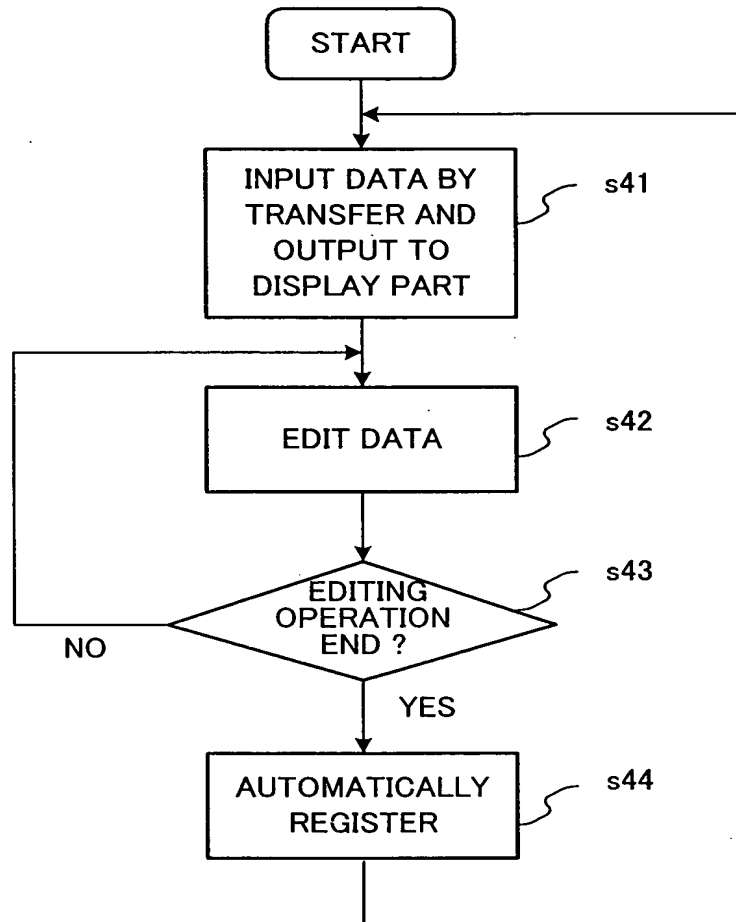 START
INPUT DATA BY
TRANSFER AND
OUTPUT TO
DISPLAY PART
s41
EDIT DATA
s42
EDITING
OPERATION
END ?
s43
NO
YES
AUTOMATICALLY
REGISTER
s44